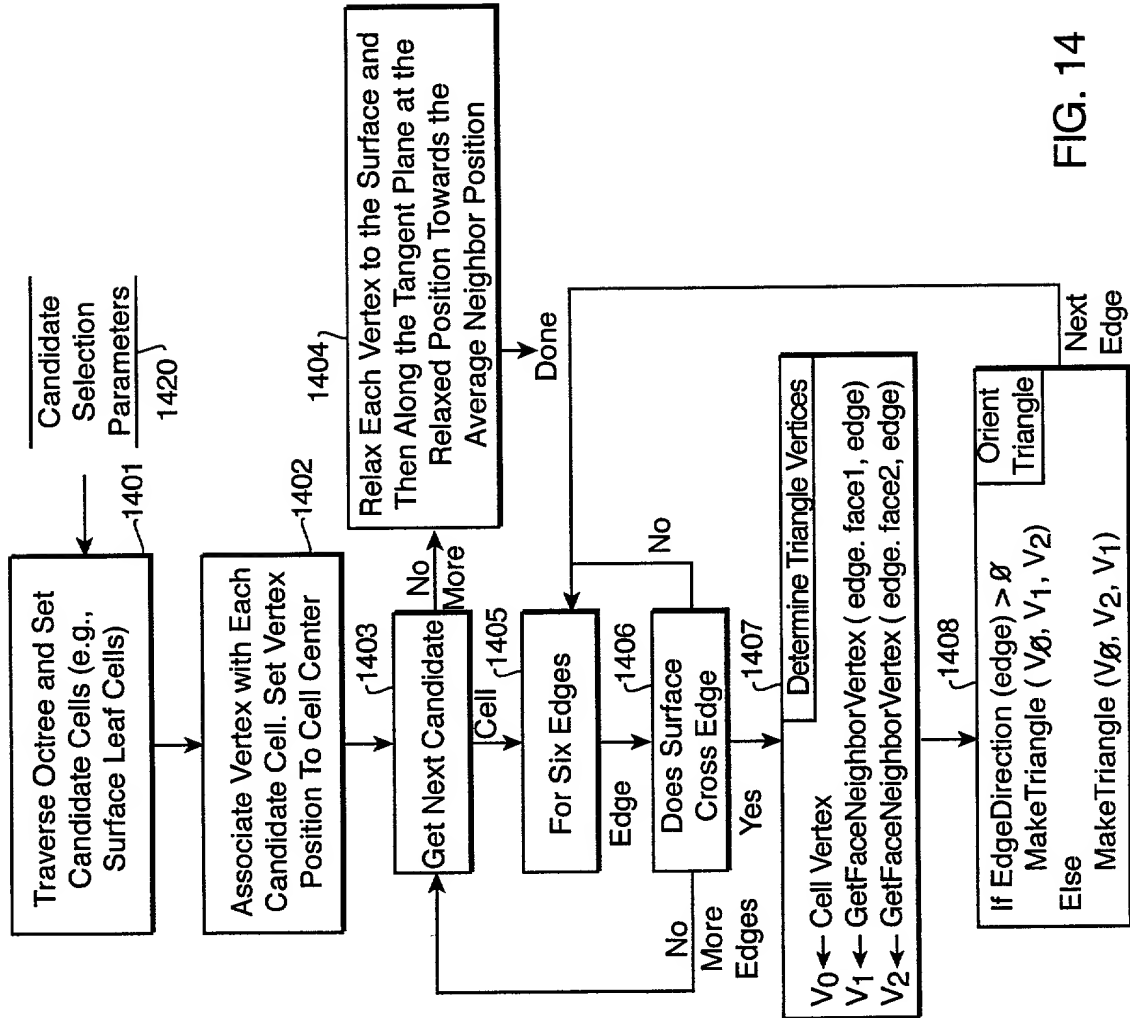 Candidate
Selection
Parameters
1420
1401
Traverse Octree and Set
Candidate Cells (e.g.,
Surface Leaf Cells)
1402
Associate Vertex with Each
Candidate Cell. Set Vertex
Position To Cell Center
1403
Get Next Candidate
No
More
1404
Relax Each Vertex to the Surface and
Then Along the Tangent Plane at the
Relaxed Position Towards the
Average Neighbor Position
Done
Cell
1405
For Six Edges
Edge
1406
Does Surface
Cross Edge
No
No
More
Edges
Yes
1407
Determine Triangle Vertices
V0 ← Cell Vertex
V1 ← GetFaceNeighborVertex ( edge. face1, edge)
V2 ← GetFaceNeighborVertex ( edge. face2, edge)
1408
Orient
Triangle
If EdgeDirection (edge) > Ø
MakeTriangle (VØ, V1, V2)
Else
MakeTriangle (VØ, V2, V1)
Next
Edge
FIG. 14